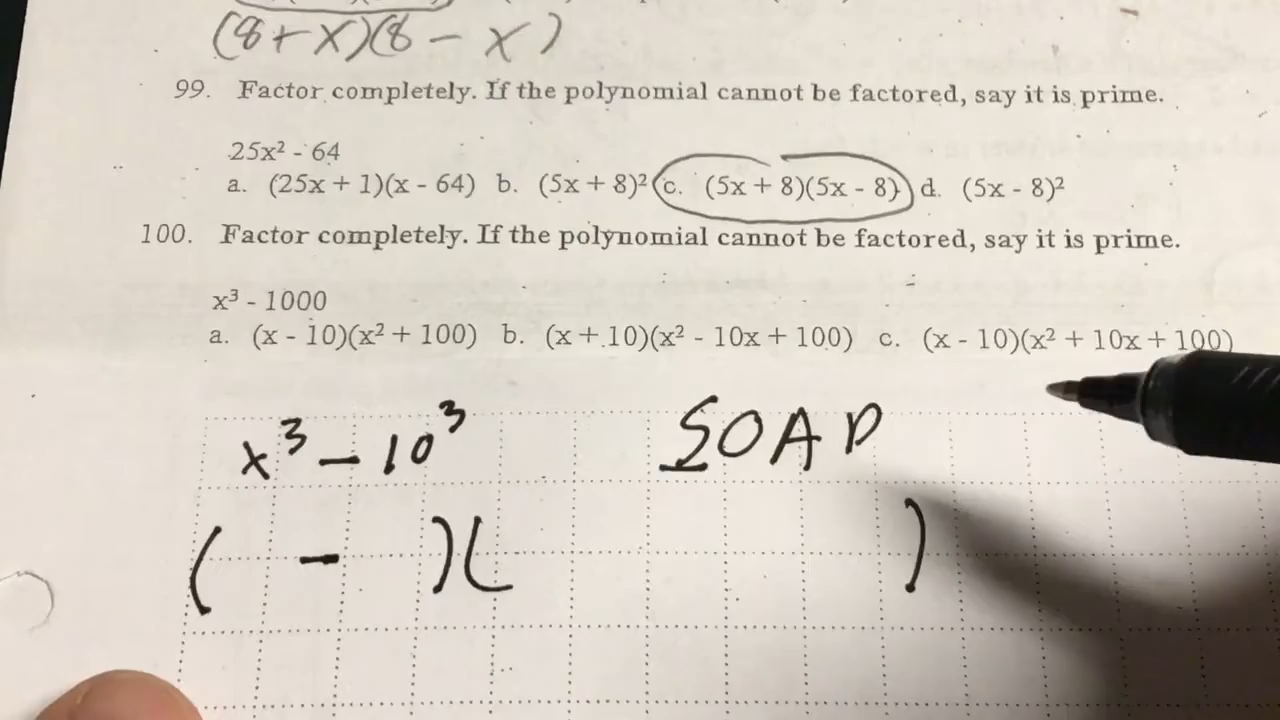 (8+x)(8 - x)
99. Factor completely. If the polynomial cannot be factored, say it is prime.
25x² - 64
a. (25x + 1)(x - 64) b. (5x + 8)² c. (5x + 8)(5x - 8) d. (5x - 8)²
100. Factor completely. If the polynomial cannot be factored, say it is prime.
x³ - 1000
a. (x - 10)(x² + 100) b. (x + 10)(x² - 10x + 100) c. (x - 10)(x² + 10x + 100)
x³ - 10³ SOAP
( - )( )